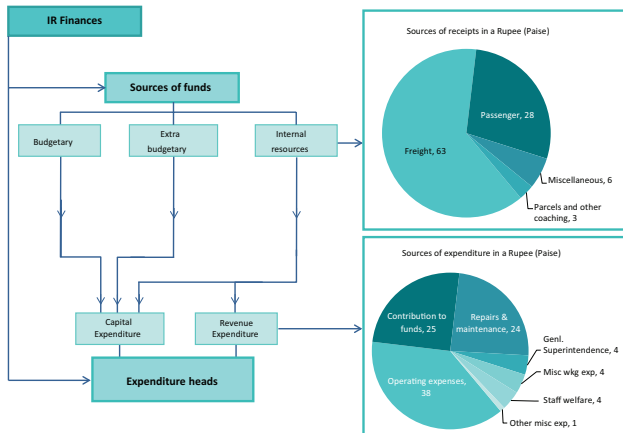 IR Finances
Sources of funds
Budgetary
Extra
budgetary
Internal
resources
Capital
Expenditure
Revenue
Expenditure
Expenditure heads
Sources of receipts in a Rupee (Paise)
Passenger, 28
Freight, 63
Miscellaneous, 6
Parcels and other
coaching, 3
Sources of expenditure in a Rupee (Paise)
Contribution to
funds, 25
Repairs &
maintenance, 24
Genl.
Superintendence, 4
Misc wkg exp, 4
Staff welfare, 4
Other misc exp, 1
Operating expenses,
38